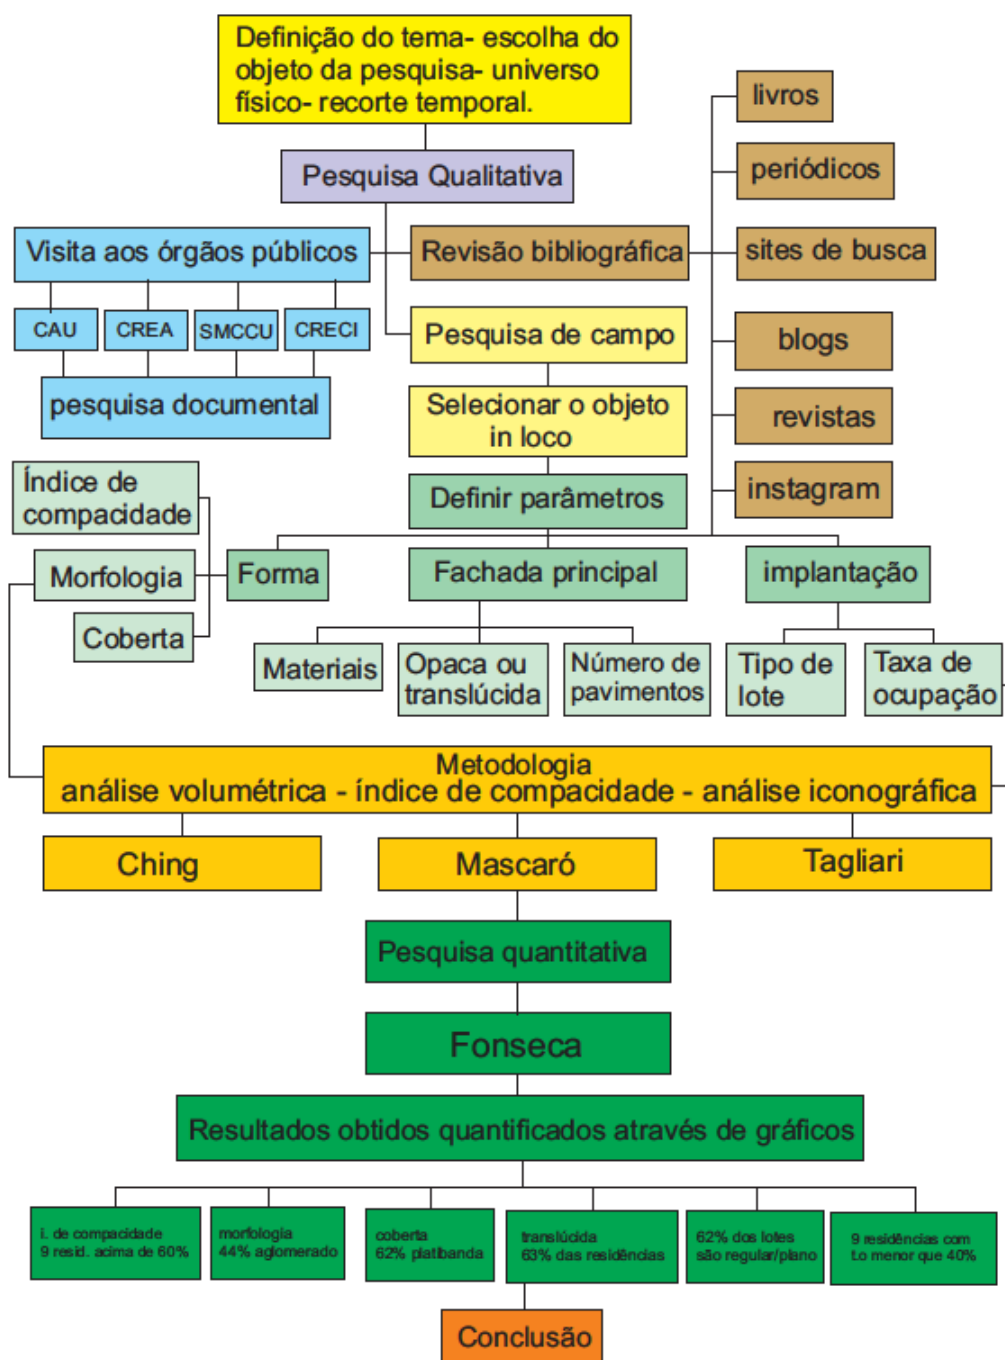 Definição do tema- escolha do
objeto da pesquisa- universo
físico- recorte temporal.
livros
Pesquisa Qualitativa
periódicos
Visita aos órgãos públicos
Revisão bibliográfica
sites de busca
CAU
CREA
SMCCU
CRECI
Pesquisa de campo
blogs
pesquisa documental
Selecionar o objeto
in loco
revistas
Índice de
compacidade
Definir parâmetros
instagram
Morfologia
Forma
Fachada principal
implantação
Coberta
Materiais
Opaca ou
translúcida
Número de
pavimentos
Tipo de
lote
Taxa de
ocupação
Metodologia
análise volumétrica - índice de compacidade - análise iconográfica
Ching
Mascaró
Tagliari
Pesquisa quantitativa
Fonseca
Resultados obtidos quantificados através de gráficos
i. de compacidade
9 resid. acima de 60%
morfologia
44% aglomerado
coberta
62% platibanda
translúcida
63% das residências
62% dos lotes
são regular/plano
9 residências com
t.o menor que 40%
Conclusão